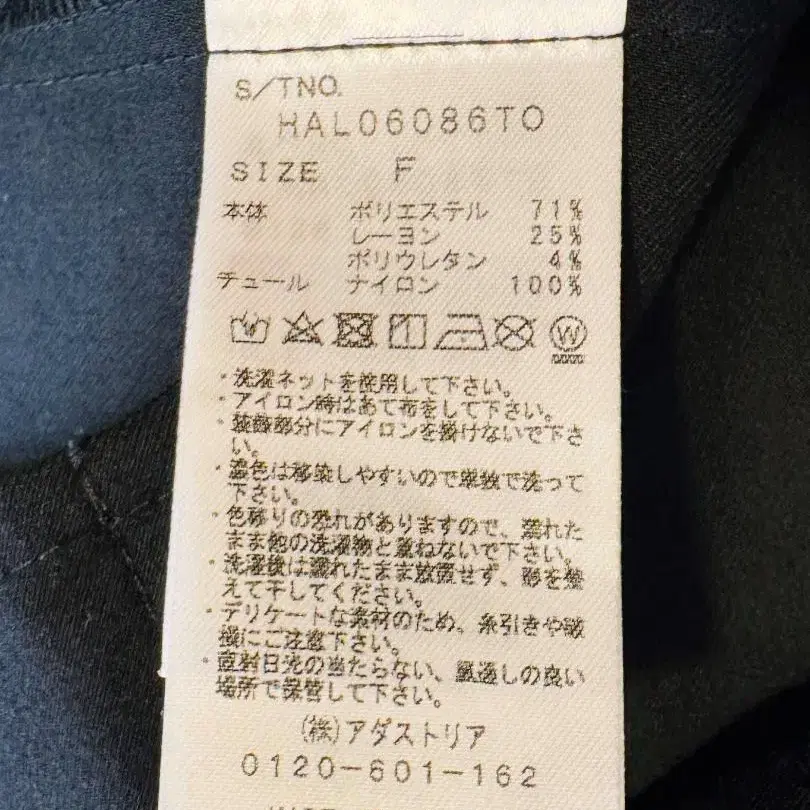 S/TNO.
HAL06086TO
SIZE F
本体 ポリエステル 71%
レーヨン 25%
ポリウレタン 4%
チュール ナイロン 100%
W
・洗濯ネットを使用して下さい。
・アイロン時はあて布をして下さい。
・装飾部分にアイロンを掛けないで下さ
い。
・濃色は移染しやすいので単独で洗って
下さい。
・色移りの恐れがありますので、濡れた
まま他の洗濯物と重ねないで下さい。
・洗濯後は濡れたまま放置せず、形を整
えて干してください。
・デリケートな素材のため、糸引きや破
損にご注意下さい。
・直射日光の当たらない、風通しの良い
場所で保管して下さい。
(株)アダストリア
0120-601-162